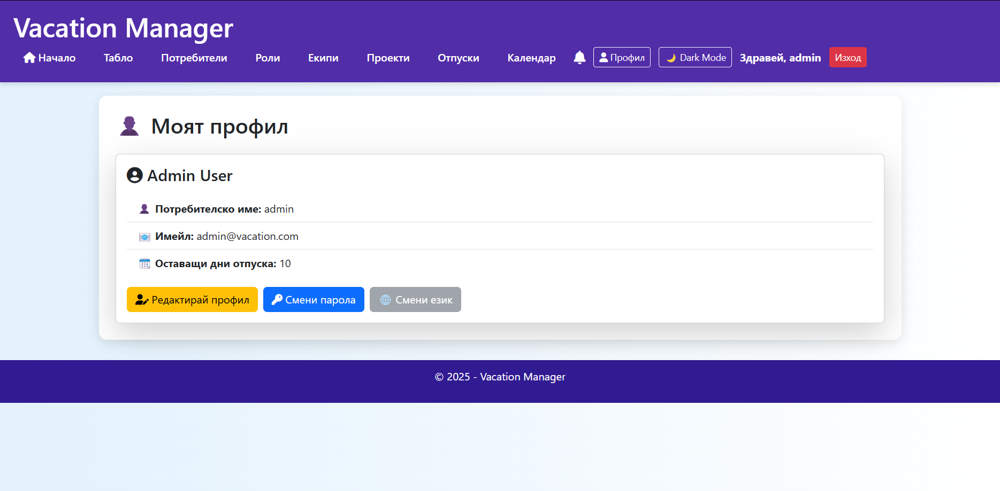 Vacation Manager
Начало Табло Потребители Роли Екипи Проекти Отпуски Календар Профил Dark Mode Здравей, admin Изход
Моят профил
Admin User
Потребителско име: admin
Имейл: admin@vacation.com
Оставащи дни отпуска: 10
Редактирай профил Смени парола Смени език
© 2025 - Vacation Manager